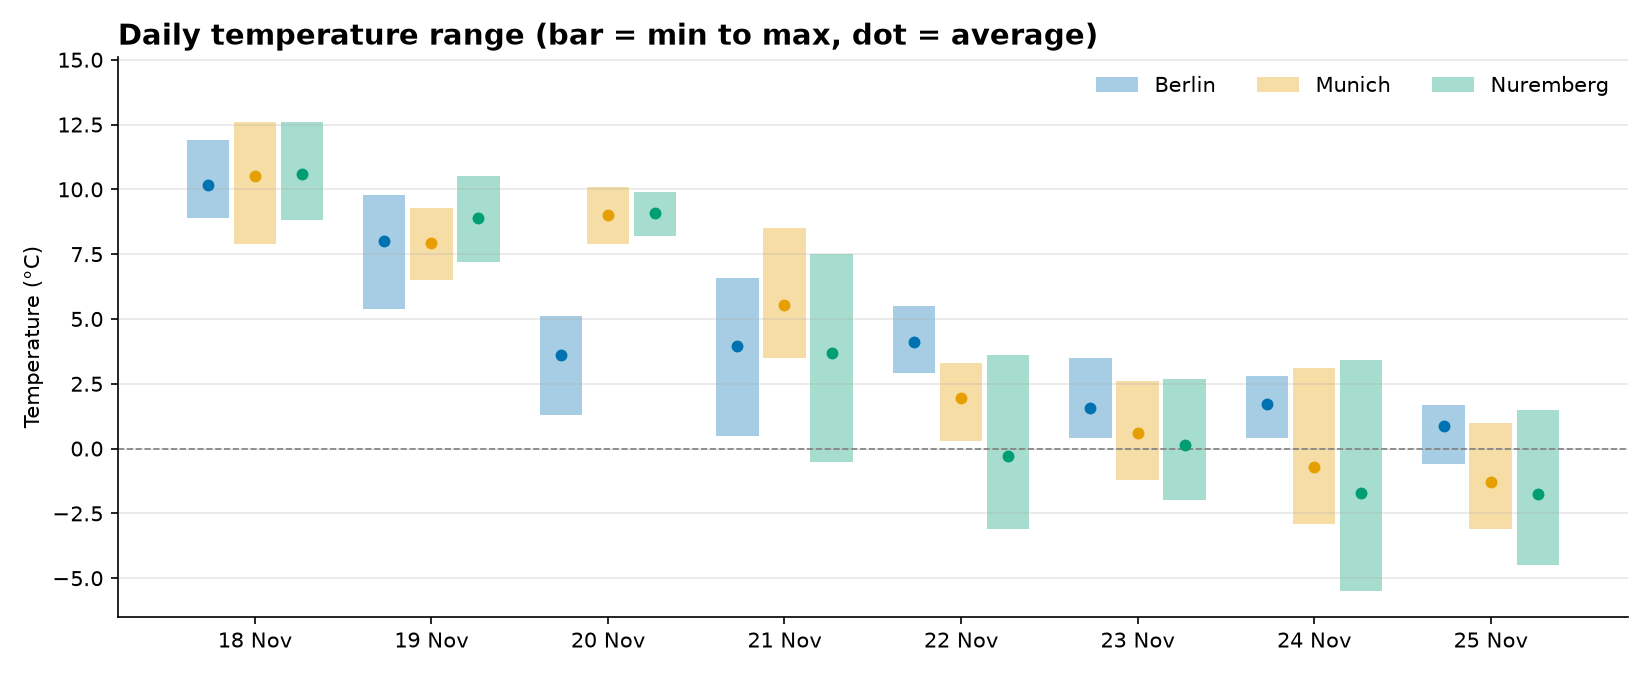 Daily temperature range (bar = min to max, dot = average)
Berlin Munich Nuremberg
Temperature (°C)
15.0
12.5
10.0
7.5
5.0
2.5
0.0
−2.5
−5.0
18 Nov 19 Nov 20 Nov 21 Nov 22 Nov 23 Nov 24 Nov 25 Nov